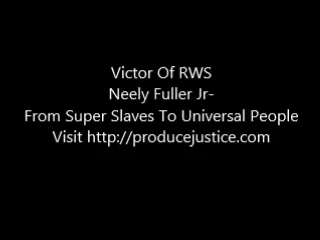 Victor Of RWS
Neely Fuller Jr-
From Super Slaves To Universal People
Visit http://producejustice.com